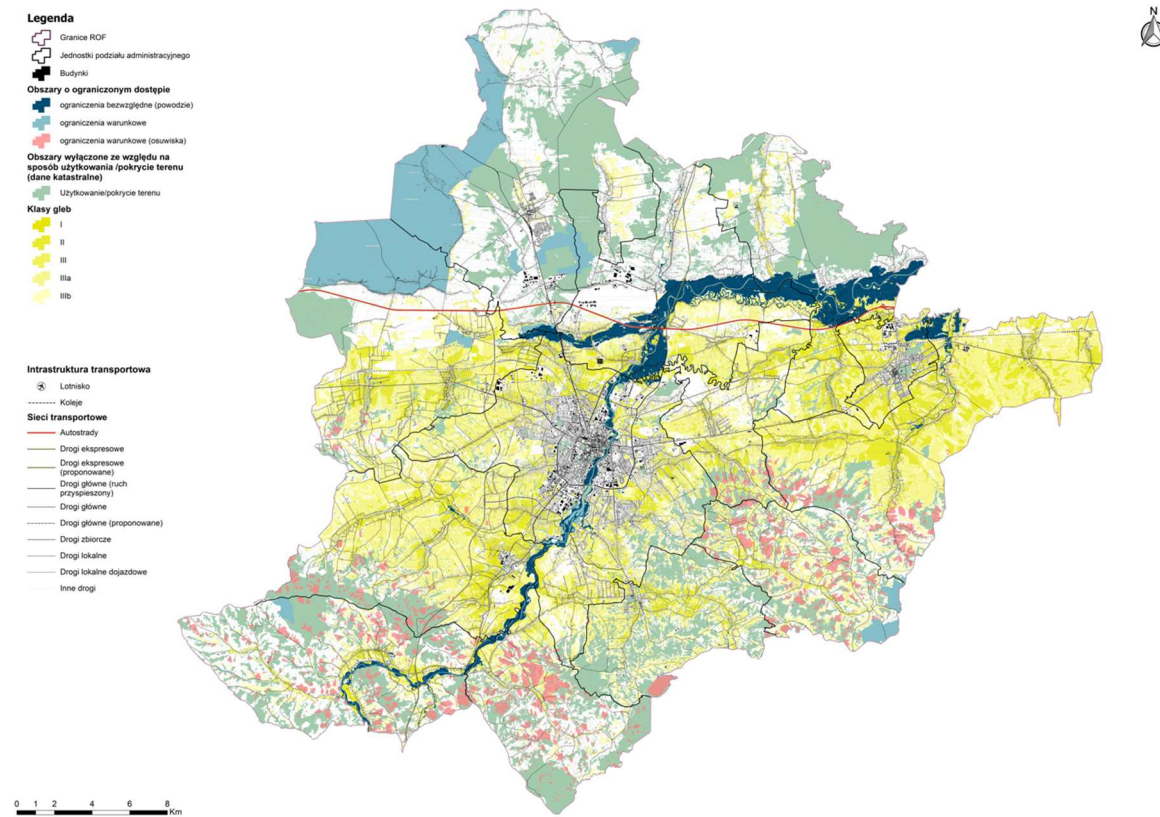 Legenda
Granice ROF
Jednostki podziału administracyjnego
Budynki
Obszary o ograniczonym dostępie
ograniczenia bezwzględne (powodzie)
ograniczenia warunkowe
ograniczenia warunkowe (osuwiska)
Obszary wyłączone ze względu na
sposób użytkowania /pokrycie terenu
(dane katastralne)
Użytkowanie/pokrycie terenu
Klasy gleb
I
II
III
IIIa
IIIb
Intrastruktura transportowa
Lotnisko
Koleje
Sieci transportowe
Autostrady
Drogi ekspresowe
Drogi ekspresowe
(proponowane)
Drogi główne (ruch
przyspieszony)
Drogi główne
Drogi główne (proponowane)
Drogi zbiorcze
Drogi lokalne
Drogi lokalne dojazdowe
Inne drogi
0 1 2 4 6 8
Km
N